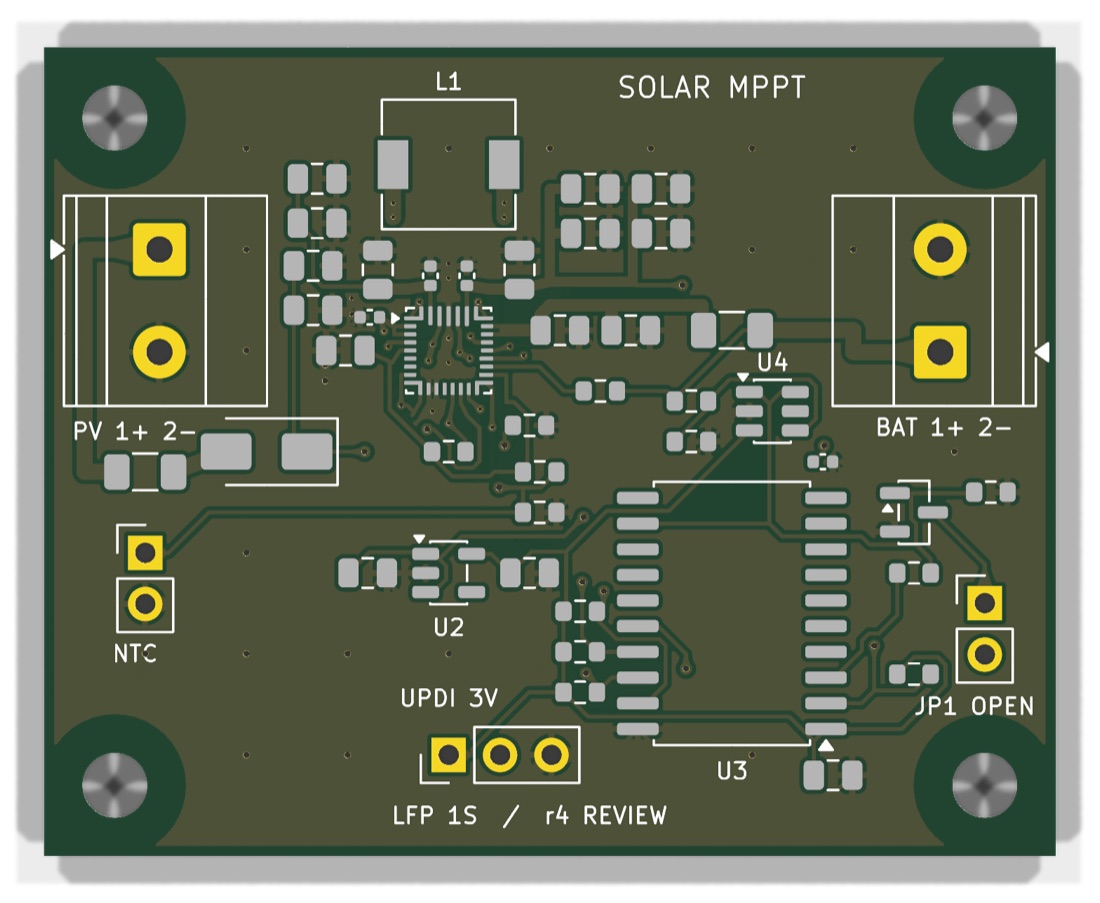 L1
SOLAR MPPT
U4
PV 1+ 2-
BAT 1+ 2-
U2
NTC
UPDI 3V
JP1 OPEN
U3
LFP 1S / r4 REVIEW